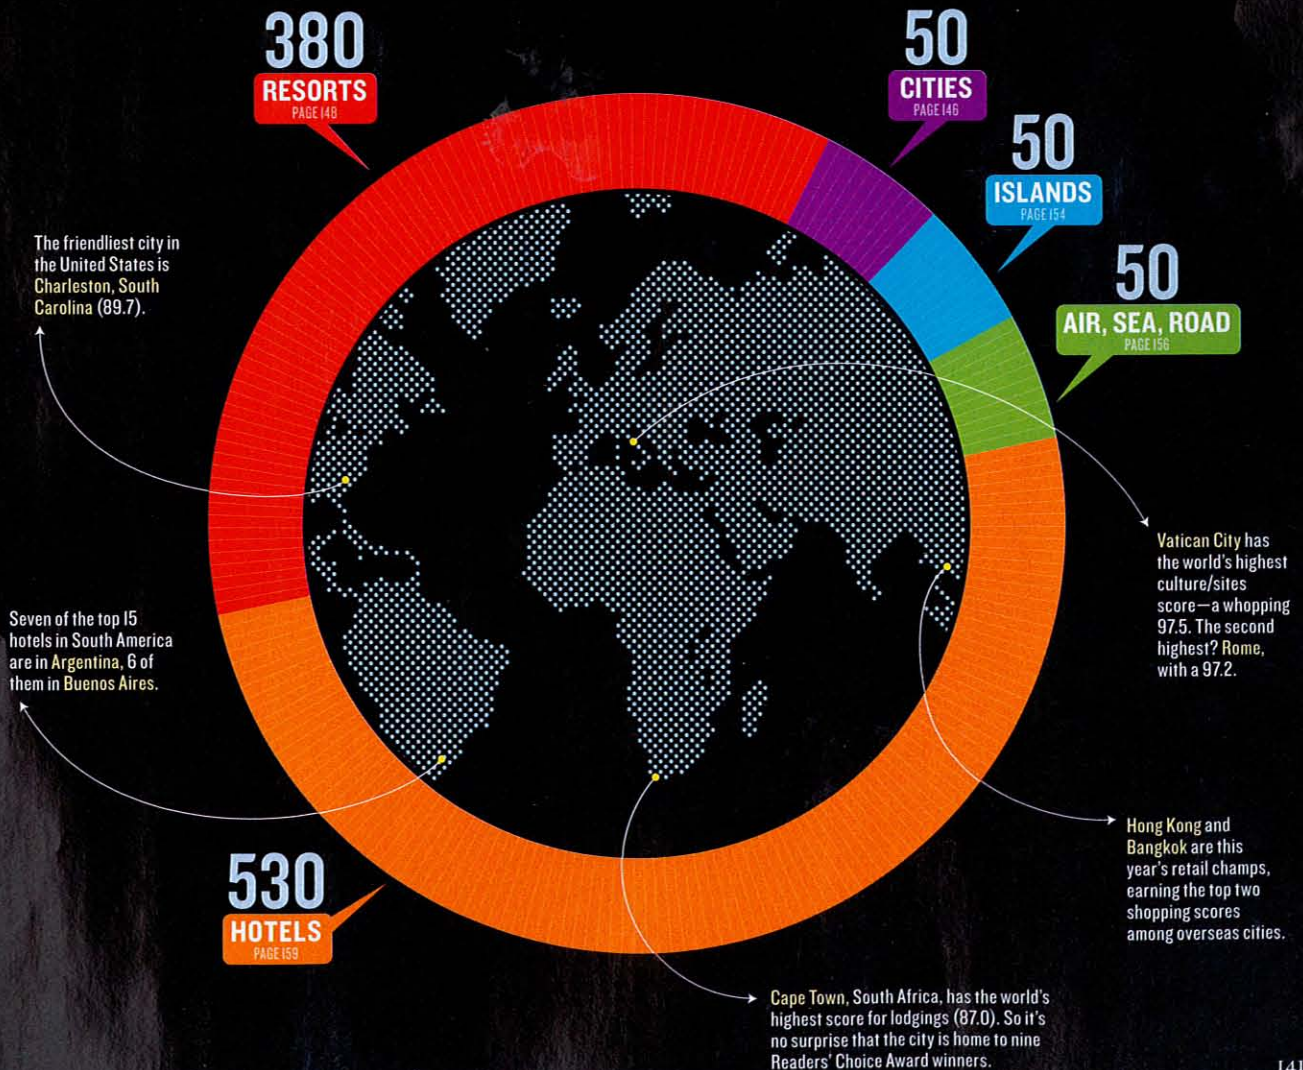 380
RESORTS
PAGE 148
50
CITIES
PAGE 146
50
ISLANDS
PAGE 154
50
AIR, SEA, ROAD
PAGE 156
The friendliest city in
the United States is
Charleston, South
Carolina (89.7).
Vatican City has
the world's highest
culture/sites
score—a whopping
97.5. The second
highest? Rome,
with a 97.2.
Seven of the top 15
hotels in South America
are in Argentina, 6 of
them in Buenos Aires.
Hong Kong and
Bangkok are this
year's retail champs,
earning the top two
shopping scores
among overseas cities.
530
HOTELS
PAGE 159
Cape Town, South Africa, has the world's
highest score for lodgings (87.0). So it's
no surprise that the city is home to nine
Readers' Choice Award winners.